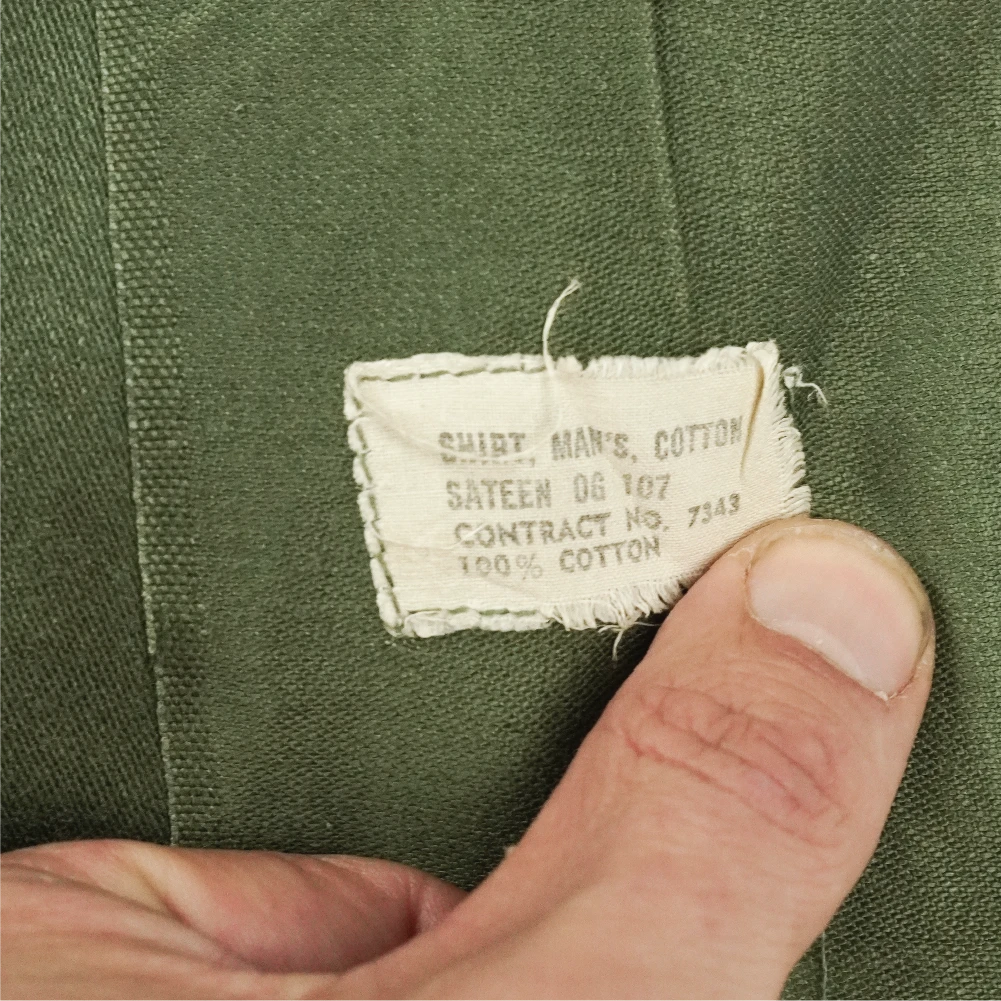 SHIRT, MAN'S, COTTON
SATEEN OG 107
CONTRACT NO. 7343
100% COTTON